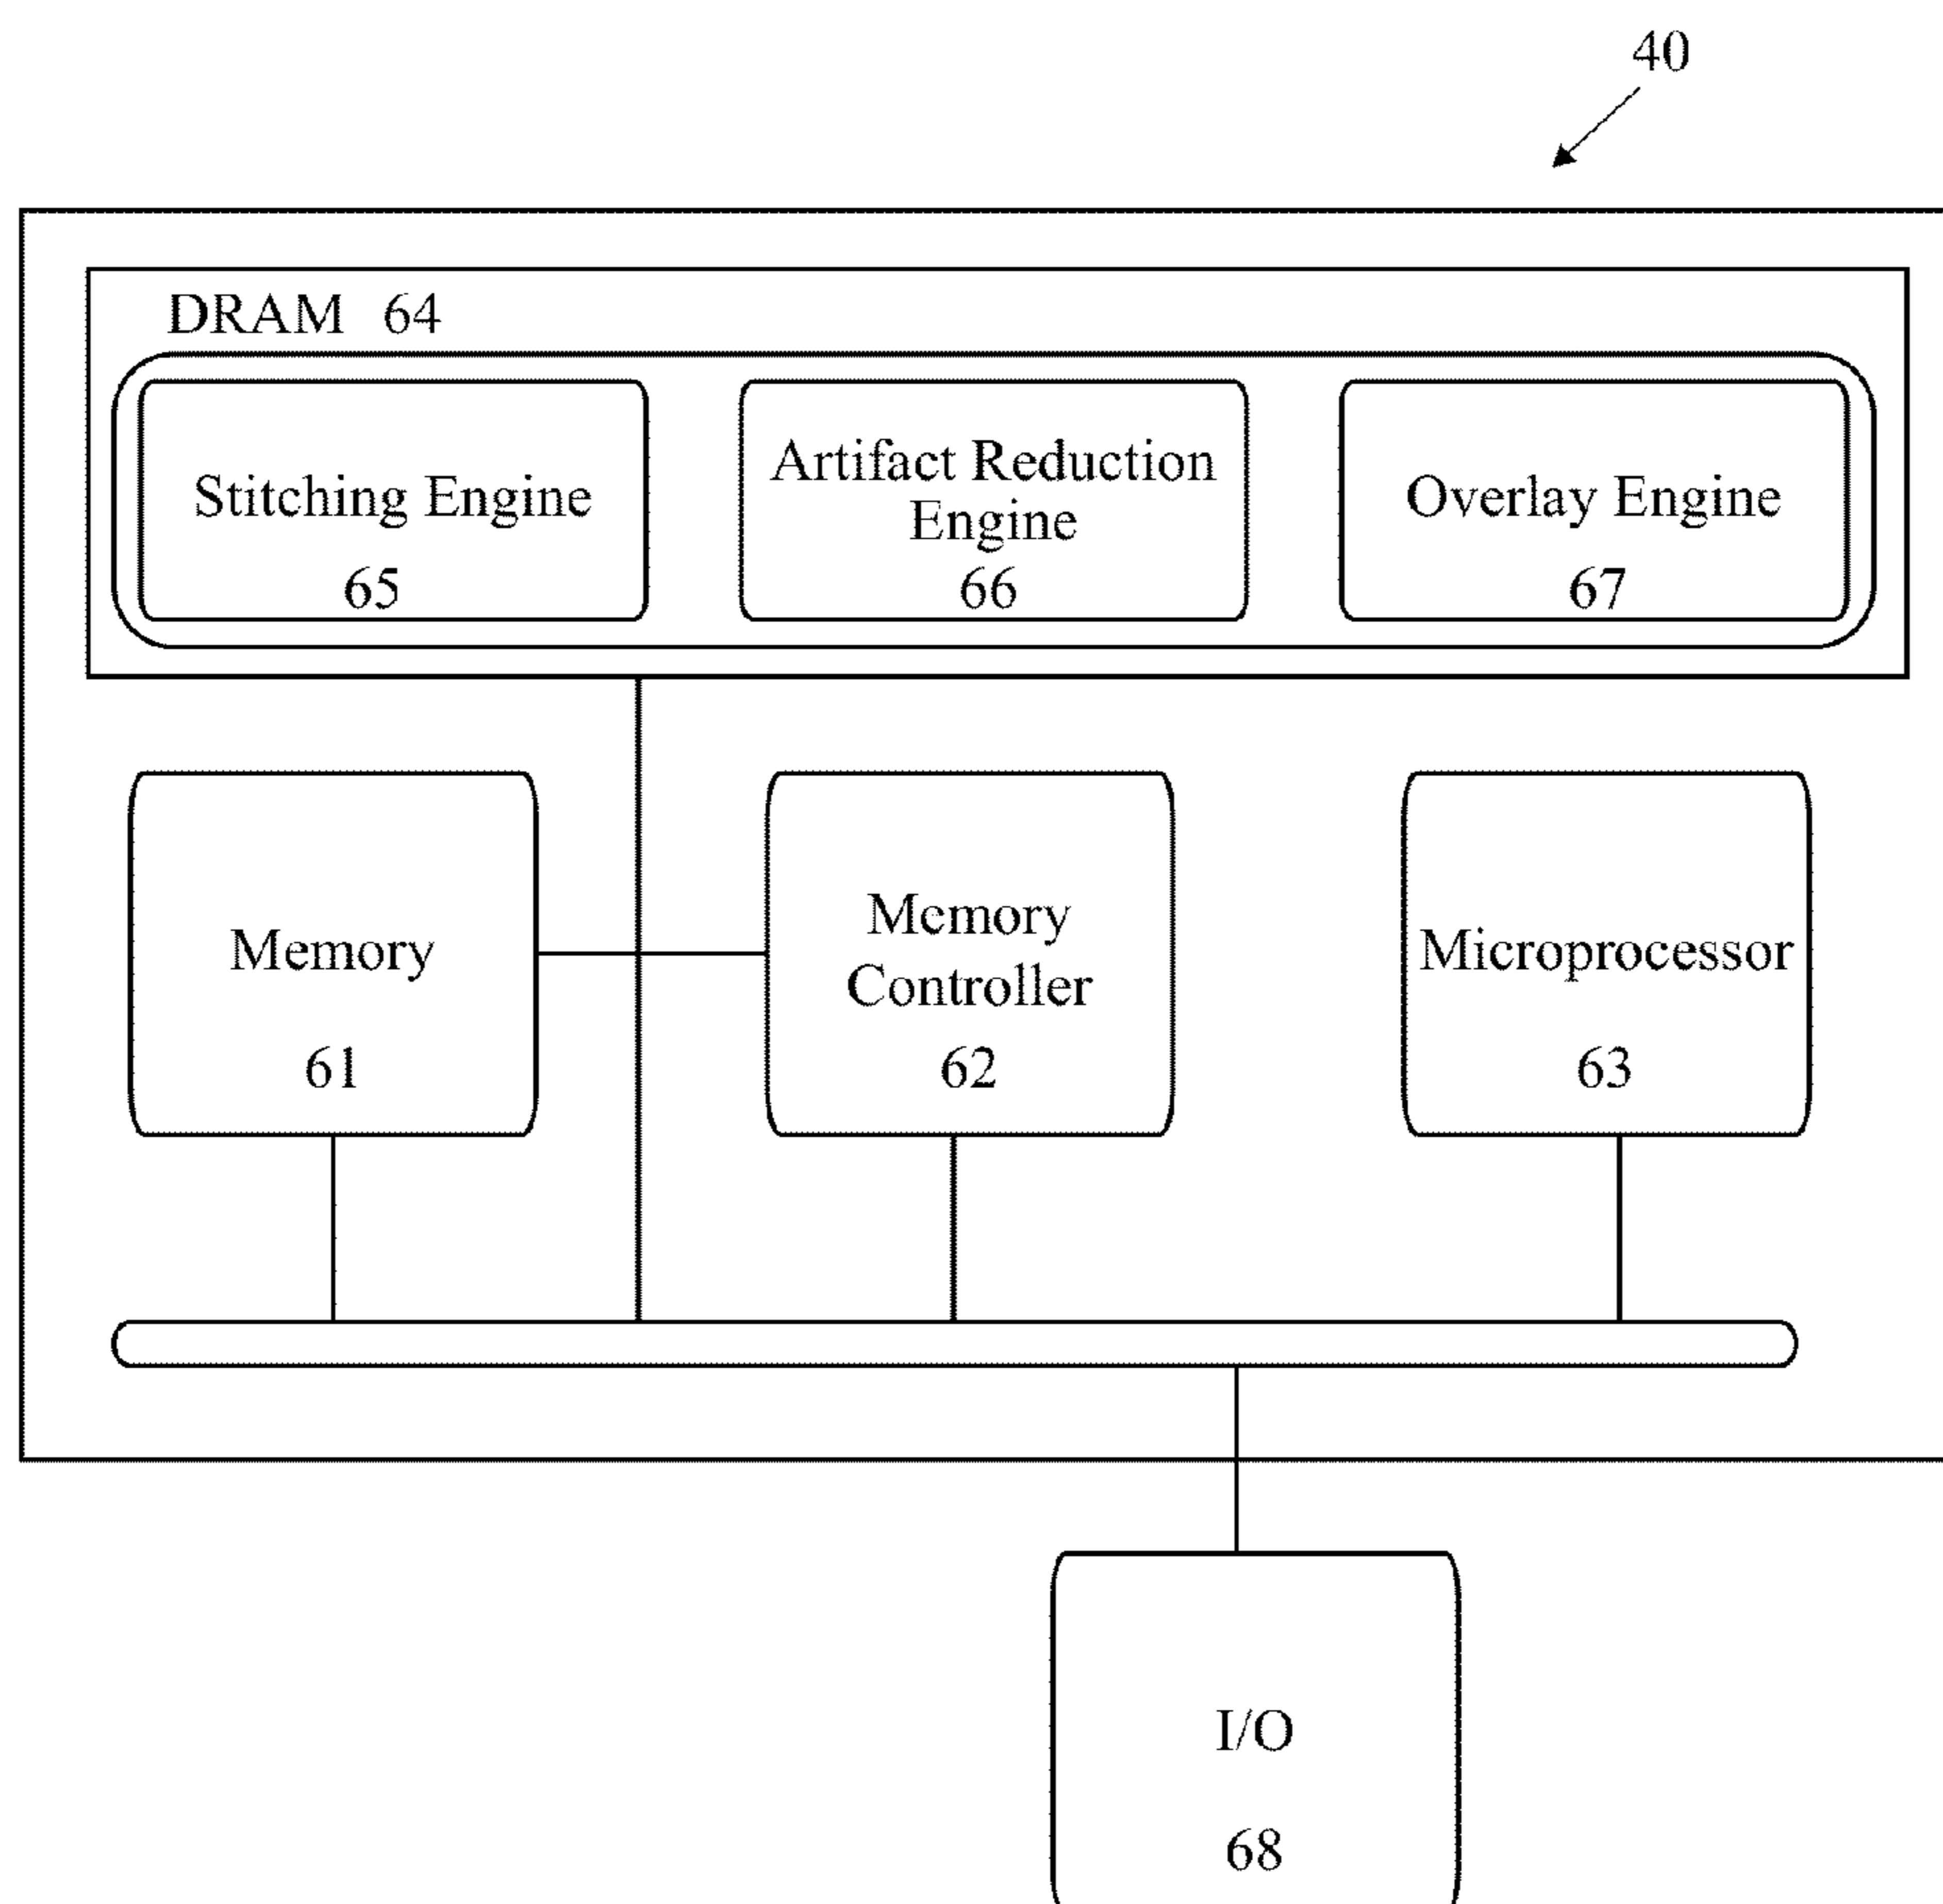 40
DRAM 64
Stitching Engine
65
Artifact Reduction
Engine
66
Overlay Engine
67
Memory
61
Memory
Controller
62
Microprocessor
63
I/O
68